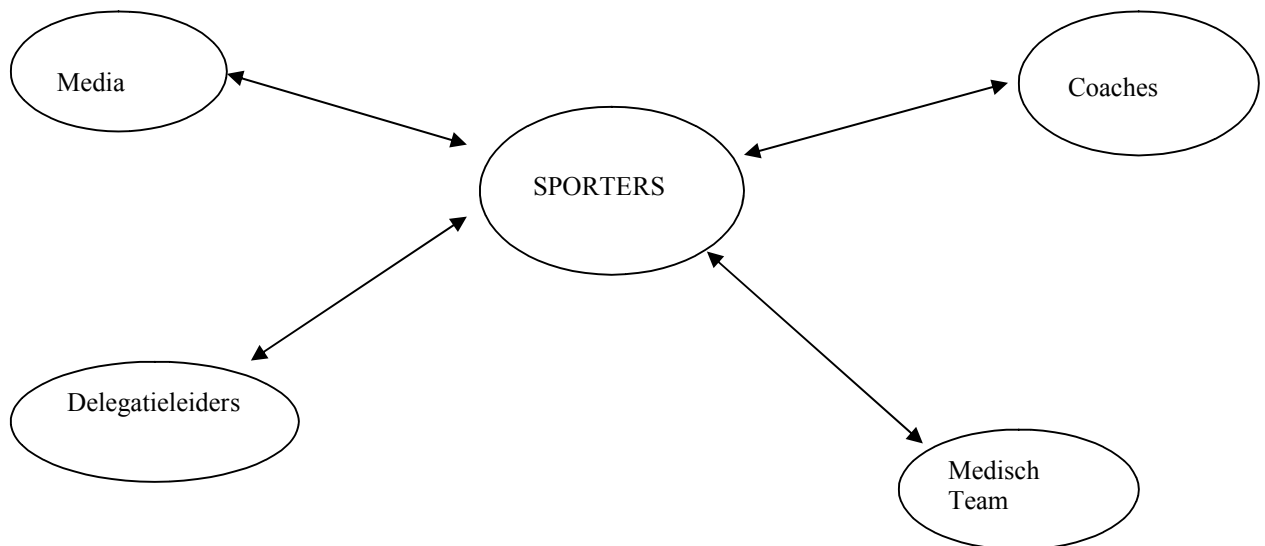 Media
Coaches
SPORTERS
Delegatieleiders
Medisch
Team